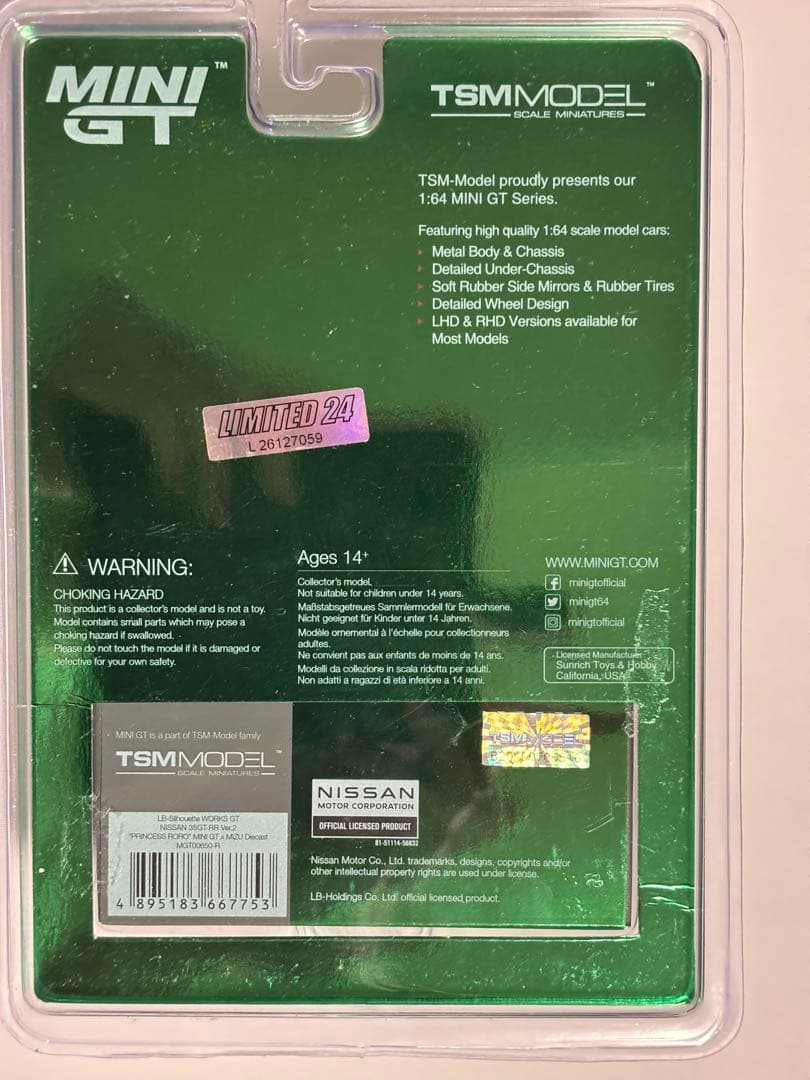 MINI GT™
TSMMODEL™
SCALE MINIATURES
TSM-Model proudly presents our
1:64 MINI GT Series.
Featuring high quality 1:64 scale model cars:
Metal Body & Chassis
Detailed Under-Chassis
Soft Rubber Side Mirrors & Rubber Tires
Detailed Wheel Design
LHD & RHD Versions available for
Most Models
LIMITED 24
L 26127059
WARNING:
CHOKING HAZARD
This product is a collector's model and is not a toy.
Model contains small parts which may pose a
choking hazard if swallowed.
Please do not touch the model if it is damaged or
defective for your own safety.
Ages 14+
Collector's model.
Not suitable for children under 14 years.
Maßstabsgetreues Sammlermodell für Erwachsene.
Nicht geeignet für Kinder unter 14 Jahren.
Modèle ornemental à l'échelle pour collectionneurs
adultes.
Ne convient pas aux enfants de moins de 14 ans.
Modelli da collezione in scala ridotta per adulti.
Non adatti a ragazzi di età inferiore a 14 anni.
WWW.MINIGT.COM
minigtofficial
minigt64
minigtofficial
Licensed Manufacturer
Sunrich Toys & Hobby
California, USA
MINI GT is a part of TSM-Model family
TSMMODEL™
SCALE MINIATURES
TSMMODEL
LB-Silhouette WORKS GT
NISSAN 35GT-RR Ver.2
"PRINCESS RORO" MINI GT x MIZU Diecast
MGT00650-R
4 895183 667753
NISSAN
MOTOR CORPORATION
OFFICIAL LICENSED PRODUCT
81-51114-56832
Nissan Motor Co., Ltd. trademarks, designs, copyrights and/or
other intellectual property rights are used under license.
LB-Holdings Co. Ltd. official licensed product.